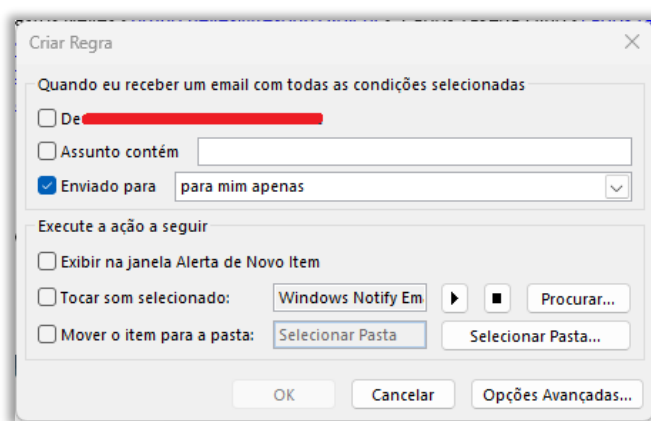 Criar Regra
Quando eu receber um email com todas as condições selecionadas
De
Assunto contém
Enviado para para mim apenas
Execute a ação a seguir
Exibir na janela Alerta de Novo Item
Tocar som selecionado: Windows Notify Em Procurar...
Mover o item para a pasta: Selecionar Pasta Selecionar Pasta...
OK Cancelar Opções Avançadas...